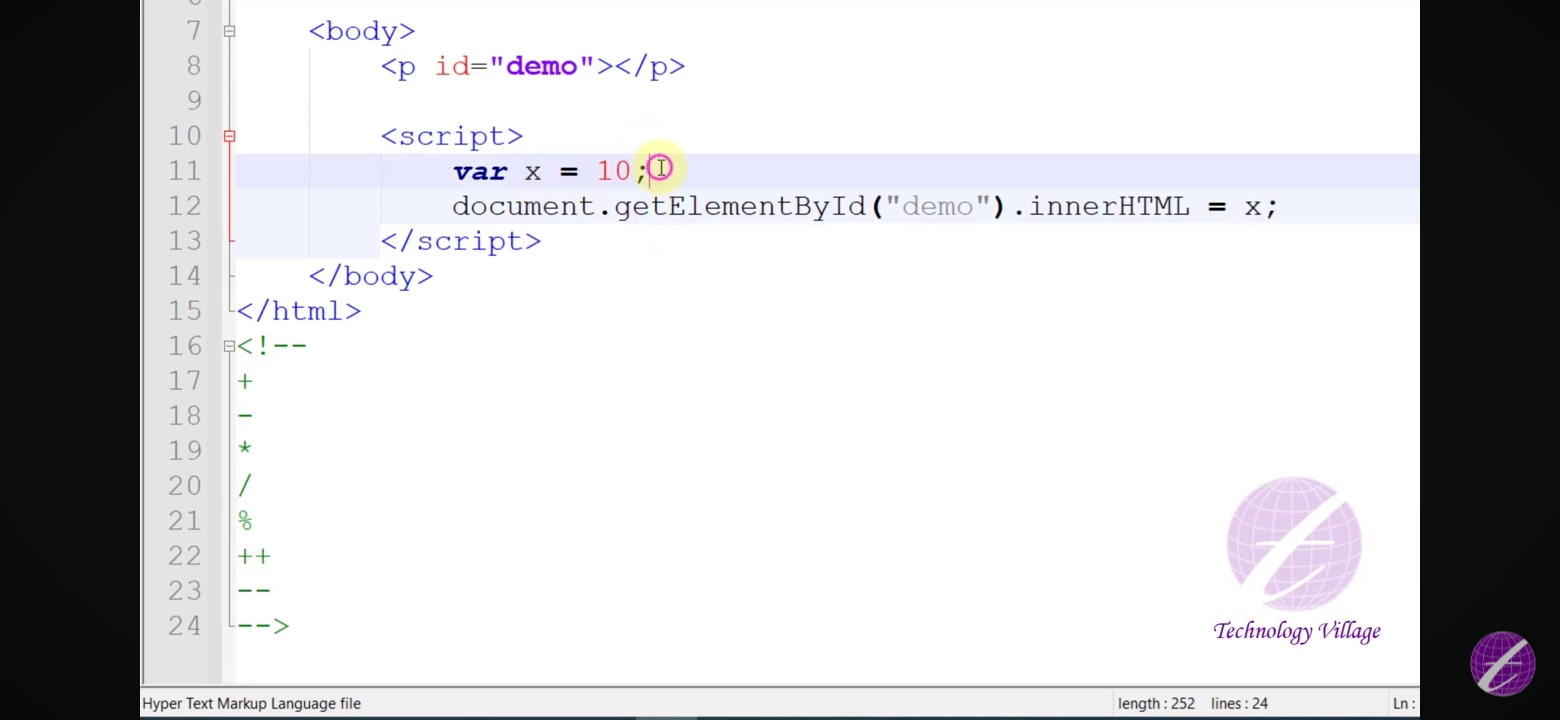 7 <body>
8 <p id="demo"></p>
9
10 <script>
11 var x = 10;
12 document.getElementById("demo").innerHTML = x;
13 </script>
14 </body>
15 </html>
16 <!--
17 +
18 -
19 *
20 /
21 %
22 ++
23 --
24 -->
Technology Village
Hyper Text Markup Language file length : 252 lines : 24 Ln :